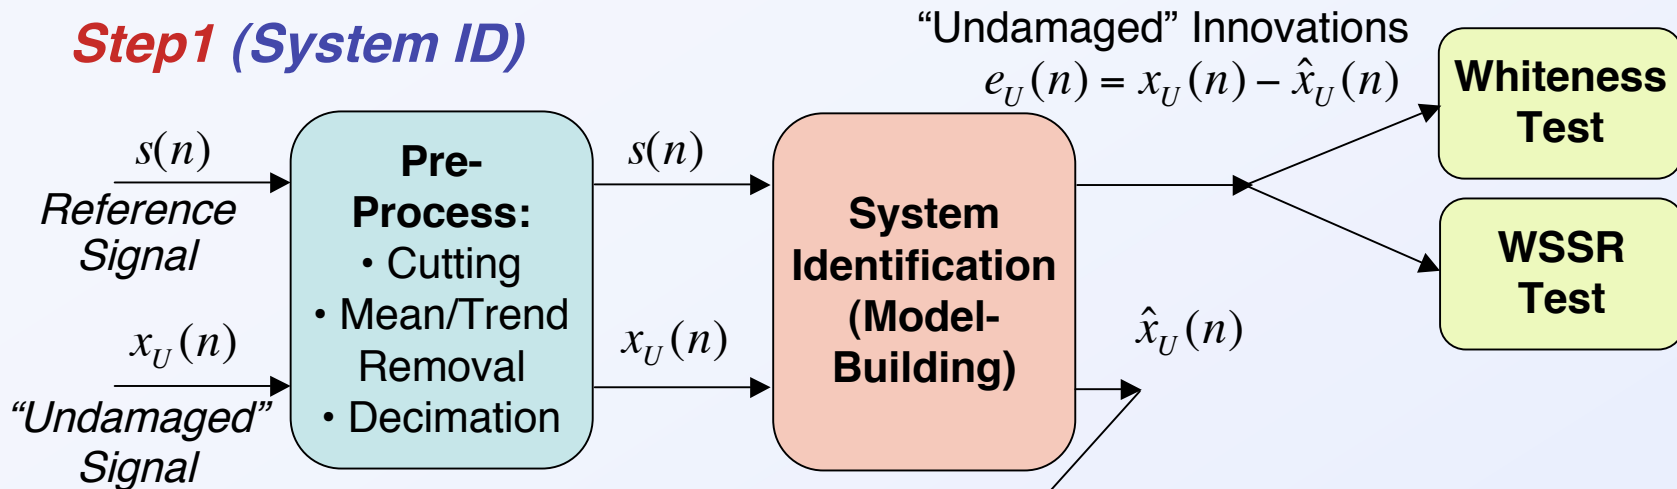 Step1 (System ID)
“Undamaged” Innovations
e_U(n) = x_U(n) − x̂_U(n)
s(n)
Reference
Signal
x_U(n)
“Undamaged”
Signal
Pre-
Process:
• Cutting
• Mean/Trend
Removal
• Decimation
s(n)
x_U(n)
System
Identification
(Model-
Building)
x̂_U(n)
Whiteness
Test
WSSR
Test